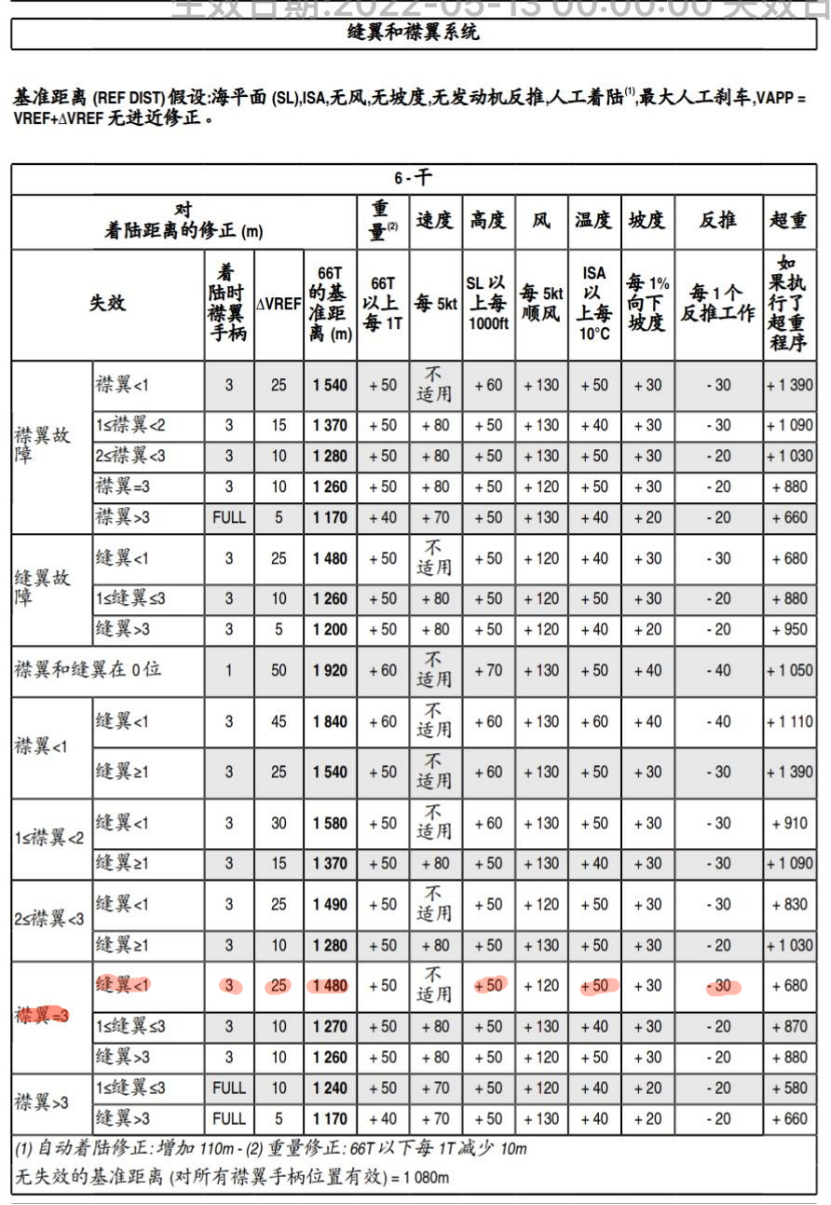 生效日期:2022-05-13 00:00:00 失效日
缝翼和襟翼系统
基准距离 (REF DIST) 假设:海平面 (SL),ISA,无风,无坡度,无发动机反推,人工着陆(1),最大人工刹车,VAPP =
VREF+ΔVREF 无进近修正。
6 - 干
对着陆距离的修正 (m) 重量(2) 速度 高度 风 温度 坡度 反推 超重
失效 着陆时襟翼手柄 ΔVREF 66T的基准距离 (m) 66T以上每 1T 每 5kt SL 以上每1000ft 每 5kt顺风 ISA以上每10°C 每 1%向下坡度 每 1 个反推工作 如果执行了超重程序
襟翼故障 襟翼<1 3 25 1 540 + 50 不适用 + 60 + 130 + 50 + 30 - 30 + 1 390
1≤襟翼<2 3 15 1 370 + 50 + 80 + 50 + 130 + 40 + 30 - 30 + 1 090
2≤襟翼<3 3 10 1 280 + 50 + 80 + 50 + 130 + 50 + 30 - 20 + 1 030
襟翼=3 3 10 1 260 + 50 + 80 + 50 + 120 + 50 + 30 - 20 + 880
襟翼>3 FULL 5 1 170 + 40 + 70 + 50 + 130 + 40 + 20 - 20 + 660
缝翼故障 缝翼<1 3 25 1 480 + 50 不适用 + 50 + 120 + 40 + 30 - 30 + 680
1≤缝翼≤3 3 10 1 260 + 50 + 80 + 50 + 120 + 50 + 30 - 20 + 880
缝翼>3 3 5 1 200 + 50 + 80 + 50 + 120 + 40 + 20 - 20 + 950
襟翼和缝翼在 0 位 1 50 1 920 + 60 不适用 + 70 + 130 + 50 + 40 - 40 + 1 050
襟翼<1 缝翼<1 3 45 1 840 + 60 不适用 + 60 + 130 + 60 + 40 - 40 + 1 110
缝翼≥1 3 25 1 540 + 50 不适用 + 60 + 130 + 50 + 30 - 30 + 1 390
1≤襟翼<2 缝翼<1 3 30 1 580 + 50 不适用 + 60 + 130 + 50 + 30 - 30 + 910
缝翼≥1 3 15 1 370 + 50 + 80 + 50 + 130 + 40 + 30 - 30 + 1 090
2≤襟翼<3 缝翼<1 3 25 1 490 + 50 不适用 + 50 + 120 + 50 + 30 - 30 + 830
缝翼≥1 3 10 1 280 + 50 + 80 + 50 + 130 + 50 + 30 - 20 + 1 030
襟翼=3 缝翼<1 3 25 1 480 + 50 不适用 + 50 + 120 + 50 + 30 - 30 + 680
1≤缝翼≤3 3 10 1 270 + 50 + 80 + 50 + 130 + 40 + 30 - 20 + 870
缝翼>3 3 10 1 260 + 50 + 80 + 50 + 120 + 50 + 30 - 20 + 880
襟翼>3 1≤缝翼≤3 FULL 10 1 240 + 50 + 70 + 50 + 120 + 40 + 20 - 20 + 580
缝翼>3 FULL 5 1 170 + 40 + 70 + 50 + 130 + 40 + 20 - 20 + 660
(1) 自动着陆修正: 增加 110m - (2) 重量修正: 66T 以下每 1T 减少 10m
无失效的基准距离 (对所有襟翼手柄位置有效) = 1 080m